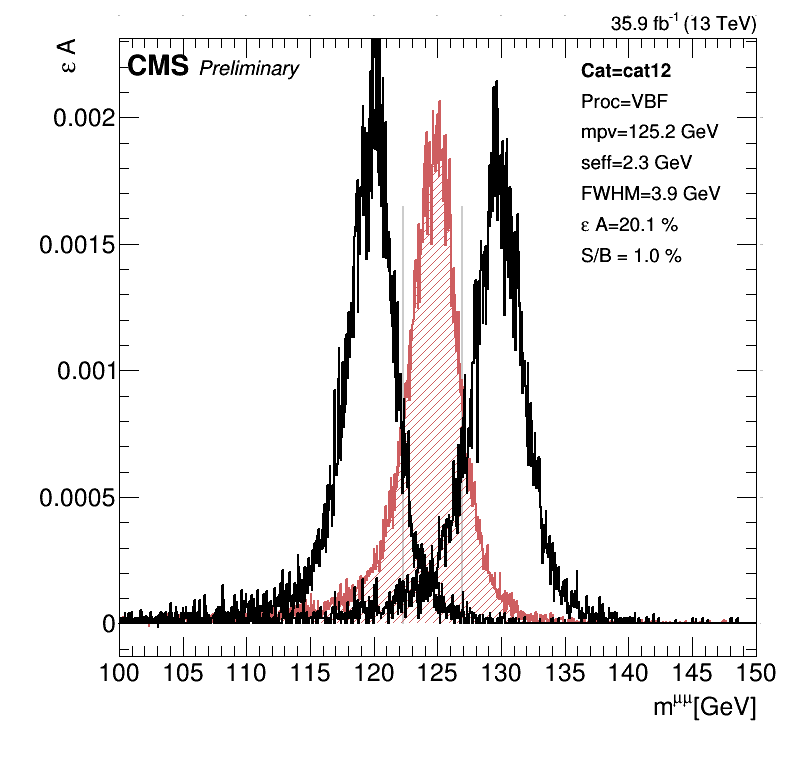 35.9 fb⁻¹ (13 TeV)
ε A
CMS Preliminary
Cat=cat12
Proc=VBF
mpv=125.2 GeV
seff=2.3 GeV
FWHM=3.9 GeV
ε A=20.1 %
S/B = 1.0 %
0.002
0.0015
0.001
0.0005
0
100 105 110 115 120 125 130 135 140 145 150
m^μμ[GeV]